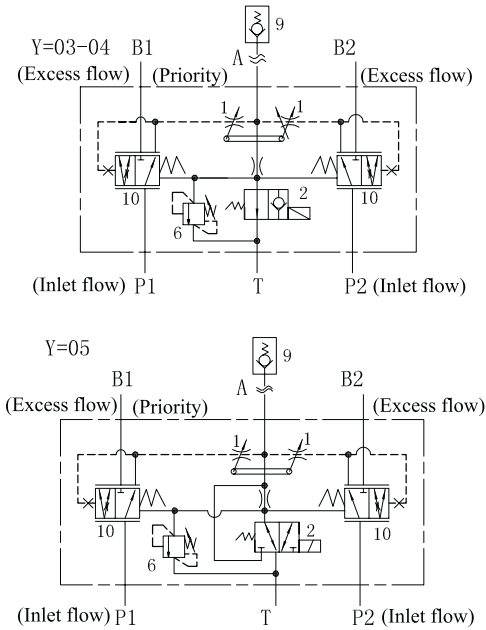 9
Y=03-04 B1 A B2
(Excess flow) (Priority) (Excess flow)
1 1
10 2 10
6
(Inlet flow) P1 T P2 (Inlet flow)
Y=05 9
B1 A B2
(Excess flow) (Priority) (Excess flow)
1 1
10 2 10
6
(Inlet flow) P1 T P2 (Inlet flow)